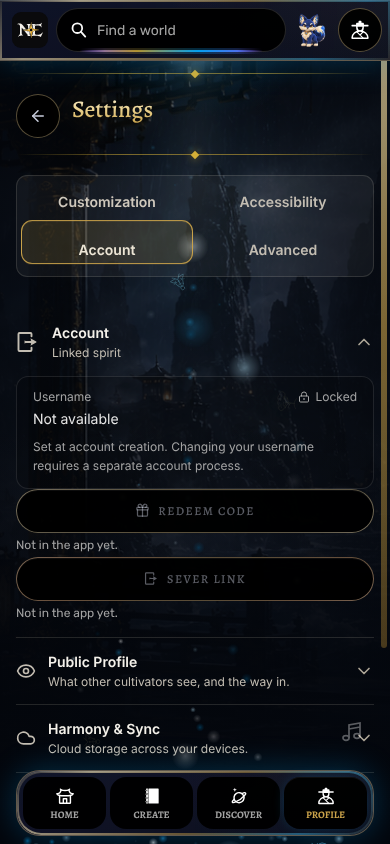 NE
Find a world
Settings
Customization
Accessibility
Account
Advanced
Account
Linked spirit
Username
Locked
Not available
Set at account creation. Changing your username
requires a separate account process.
REDEEM CODE
Not in the app yet.
SEVER LINK
Not in the app yet.
Public Profile
What other cultivators see, and the way in.
Harmony & Sync
Cloud storage across your devices.
HOME
CREATE
DISCOVER
PROFILE